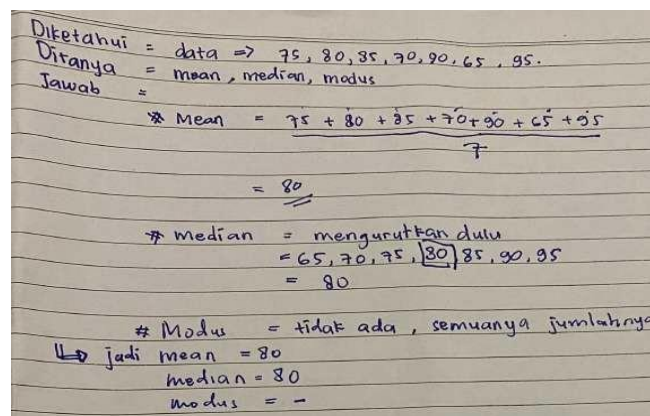 Diketahui = data => 75, 80, 85, 70, 90, 65, 95.
Ditanya = mean, median, modus
Jawab =
* Mean = 75 + 80 + 85 + 70 + 90 + 65 + 95
7
= 80
* median = mengurutkan dulu
= 65, 70, 75, 80, 85, 90, 95
= 80
# Modus = tidak ada, semuanya jumlahnya
↳ jadi mean = 80
median = 80
modus = -